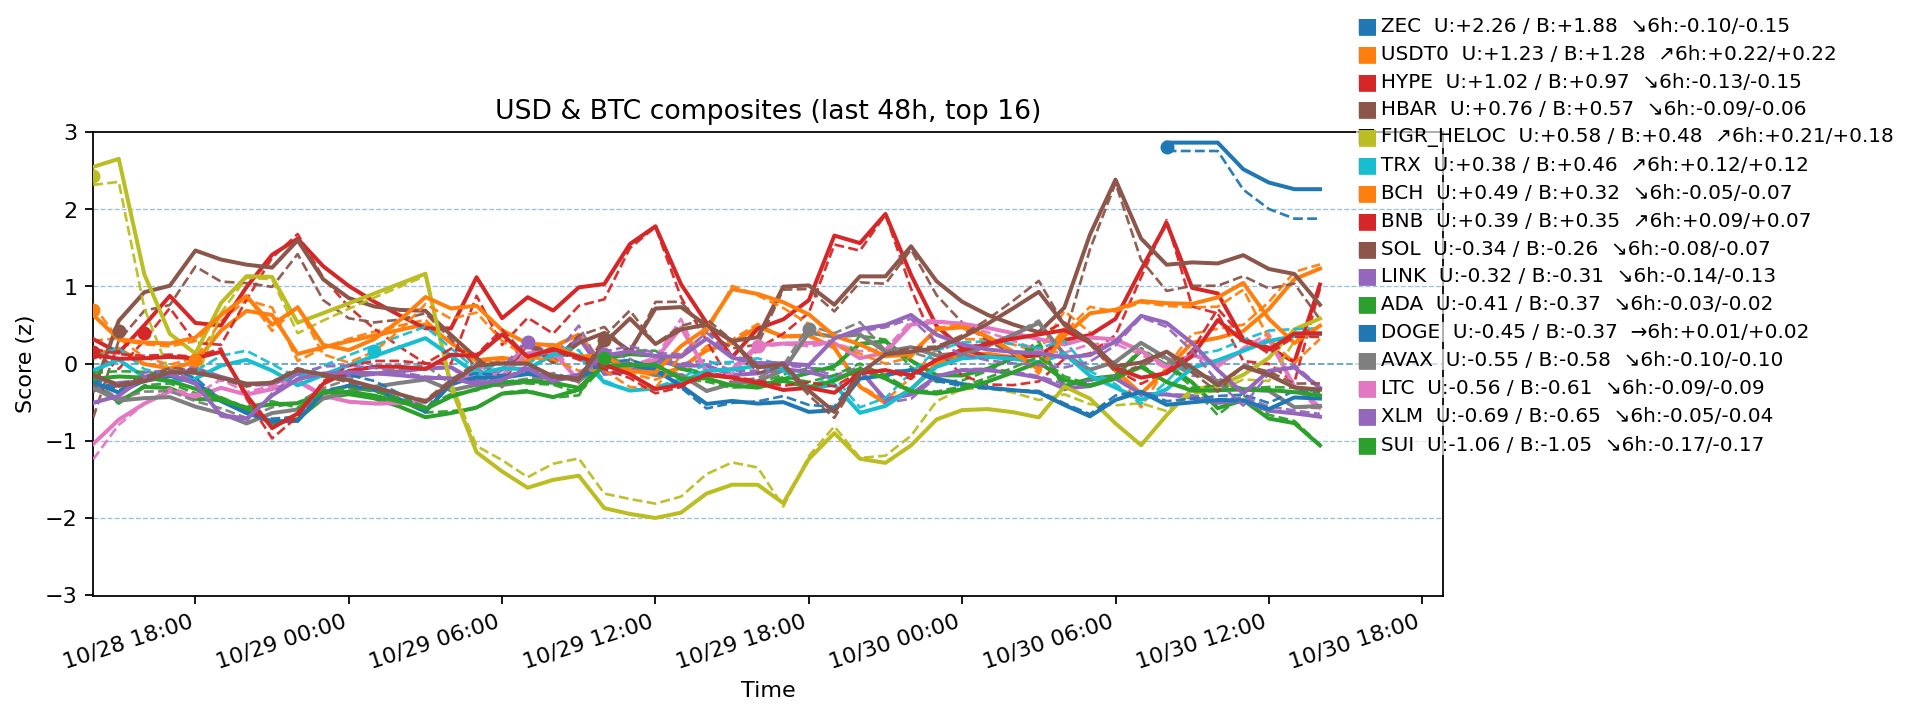 USD & BTC composites (last 48h, top 16)
ZEC U:+2.26 / B:+1.88 ↘6h:-0.10/-0.15
USDT0 U:+1.23 / B:+1.28 ↗6h:+0.22/+0.22
HYPE U:+1.02 / B:+0.97 ↘6h:-0.13/-0.15
HBAR U:+0.76 / B:+0.57 ↘6h:-0.09/-0.06
FIGR_HELOC U:+0.58 / B:+0.48 ↗6h:+0.21/+0.18
TRX U:+0.38 / B:+0.46 ↗6h:+0.12/+0.12
BCH U:+0.49 / B:+0.32 ↘6h:-0.05/-0.07
BNB U:+0.39 / B:+0.35 ↗6h:+0.09/+0.07
SOL U:-0.34 / B:-0.26 ↘6h:-0.08/-0.07
LINK U:-0.32 / B:-0.31 ↘6h:-0.14/-0.13
ADA U:-0.41 / B:-0.37 ↘6h:-0.03/-0.02
DOGE U:-0.45 / B:-0.37 →6h:+0.01/+0.02
AVAX U:-0.55 / B:-0.58 ↘6h:-0.10/-0.10
LTC U:-0.56 / B:-0.61 ↘6h:-0.09/-0.09
XLM U:-0.69 / B:-0.65 ↘6h:-0.05/-0.04
SUI U:-1.06 / B:-1.05 ↘6h:-0.17/-0.17
Score (z)
3
2
1
0
−1
−2
−3
10/28 18:00
10/29 00:00
10/29 06:00
10/29 12:00
10/29 18:00
10/30 00:00
10/30 06:00
10/30 12:00
10/30 18:00
Time